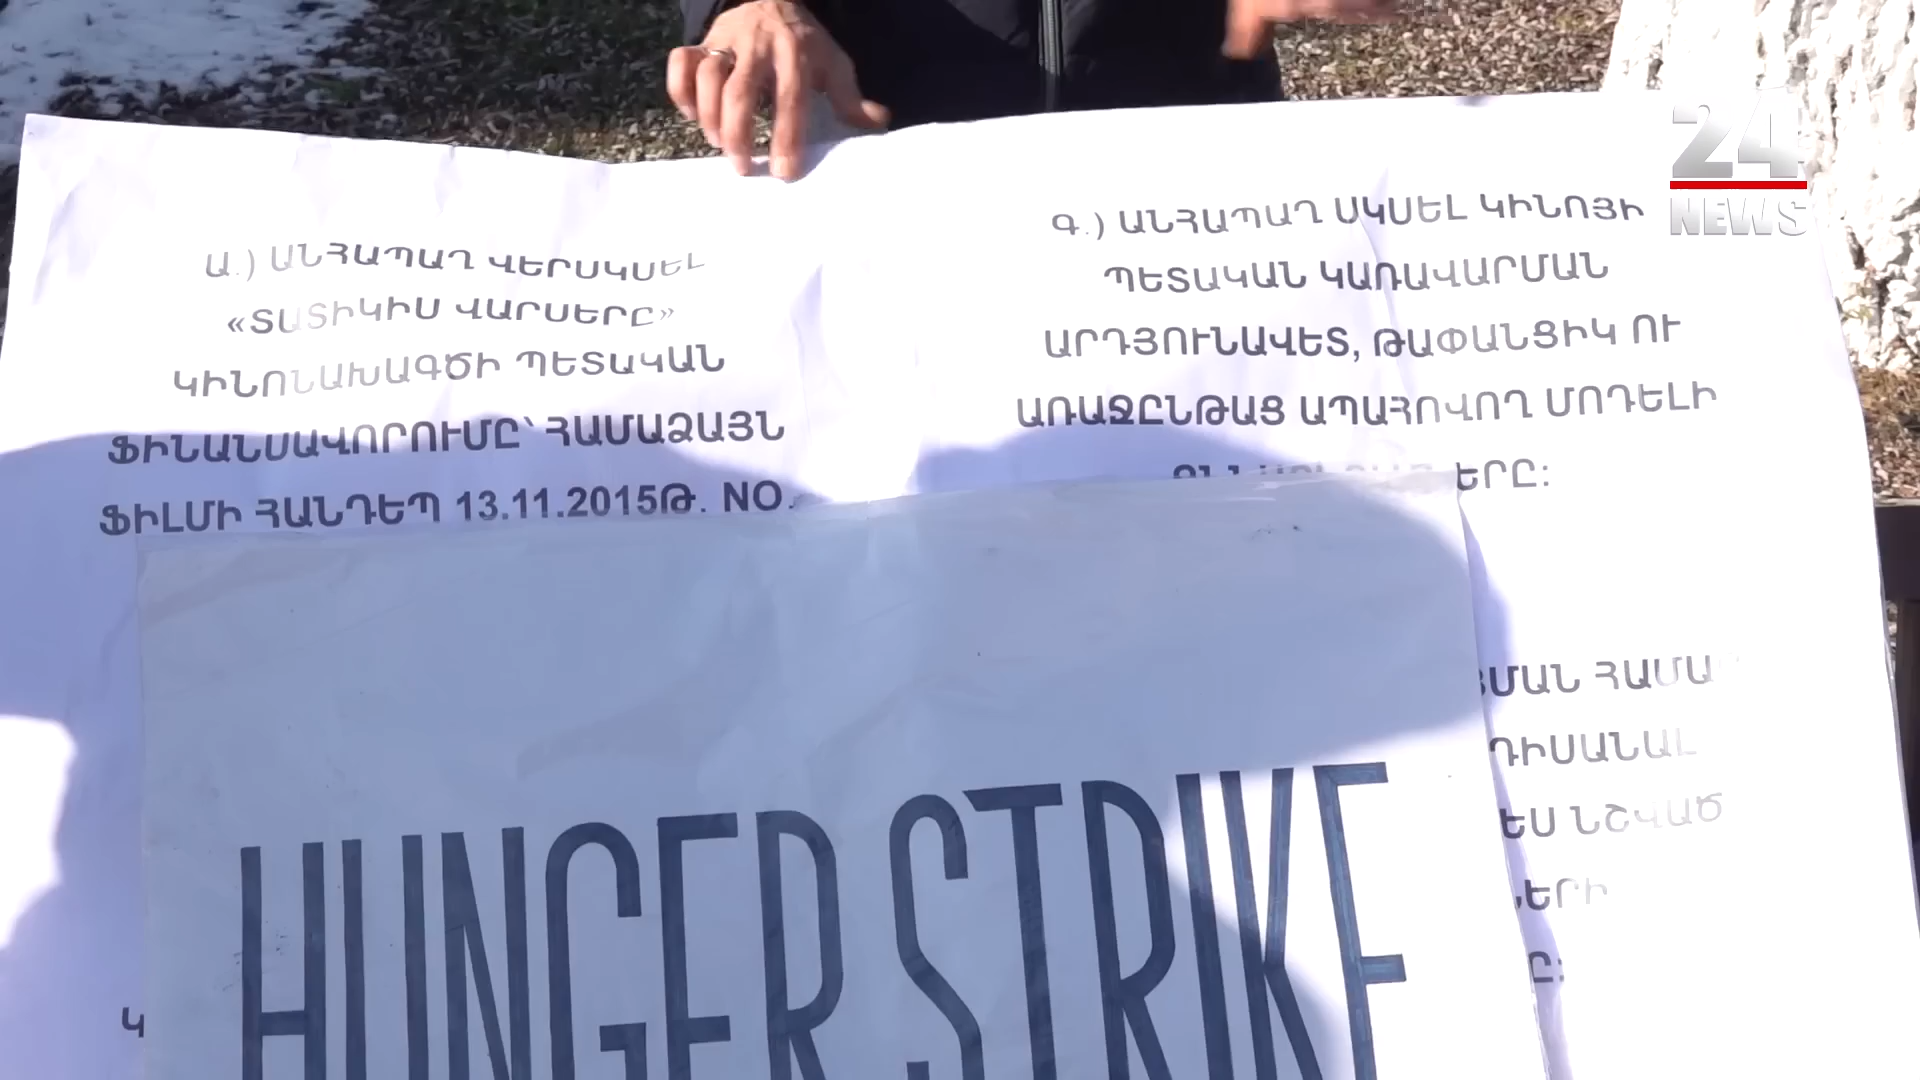 Ա.) ԱՆՀԱՊԱՂ ՎԵՐՍԿՍԵԼ
«ՏԱՏԻԿԻՍ ՎԱՐՍԵՐԸ»
ԿԻՆՈՆԱԽԱԳԾԻ ՊԵՏԱԿԱՆ
ՖԻՆԱՆՍԱՎՈՐՈՒՄԸ՝ ՀԱՄԱՁԱՅՆ
ՖԻԼՄԻ ՀԱՆԴԵՊ 13.11.2015Թ. NO.
Գ.) ԱՆՀԱՊԱՂ ՍԿՍԵԼ ԿԻՆՈՅԻ
ՊԵՏԱԿԱՆ ԿԱՌԱՎԱՐՄԱՆ
ԱՐԴՅՈՒՆԱՎԵՏ, ԹԱՓԱՆՑԻԿ ՈՒ
ԱՌԱՋԸՆԹԱՑ ԱՊԱՀՈՎՈՂ ՄՈԴԵԼԻ
ԵՐԸ:
ՄԱՆ ՀԱՄԱ
ԴԻՍԱՆԱԼ
ԵՍ ՆՇՎԱԾ
ՆԵՐԻ
Ը:
Կ
HUNGER STRIKE
24
NEWS